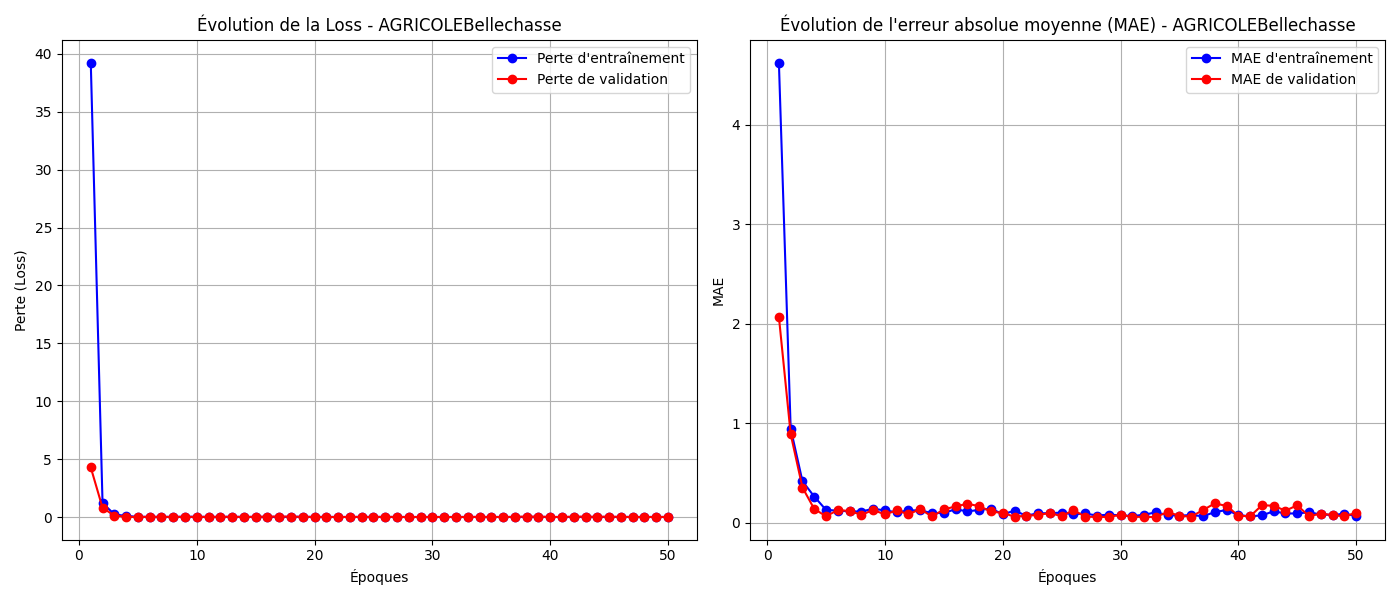 Évolution de la Loss - AGRICOLEBellechasse
Perte (Loss)
40
35
30
25
20
15
10
5
0
0 10 20 30 40 50
Époques
Perte d'entraînement
Perte de validation
Évolution de l'erreur absolue moyenne (MAE) - AGRICOLEBellechasse
MAE
4
3
2
1
0
0 10 20 30 40 50
Époques
MAE d'entraînement
MAE de validation